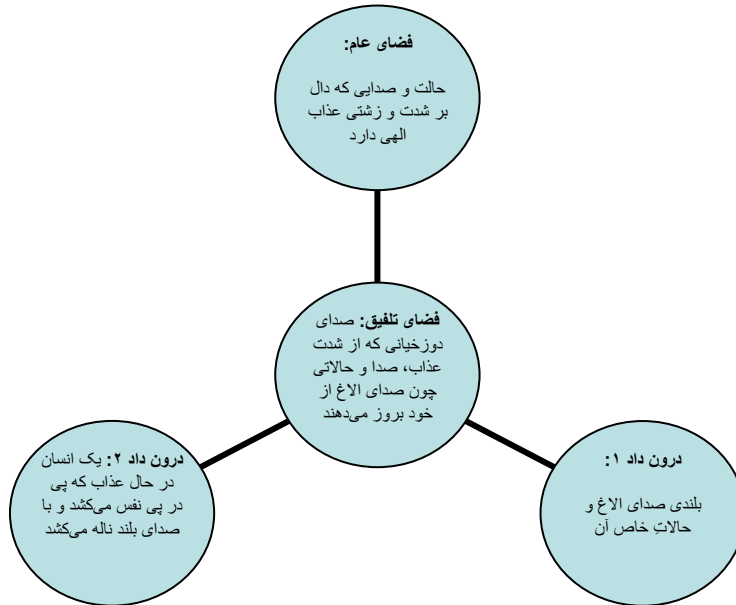 فضای عام:
حالت و صدایی که دال
بر شدت و زشتی عذاب
الهی دارد
فضای تلفیق: صدای
دوزخیانی که از شدت
عذاب، صدا و حالاتی
چون صدای الاغ از
خود بروز می‌دهند
درون داد ۱:
بلندی صدای الاغ و
حالاتِ خاص آن
درون داد ۲: یک انسان
در حال عذاب که پی
در پی نفس می‌کشد و با
صدای بلند ناله می‌کشد